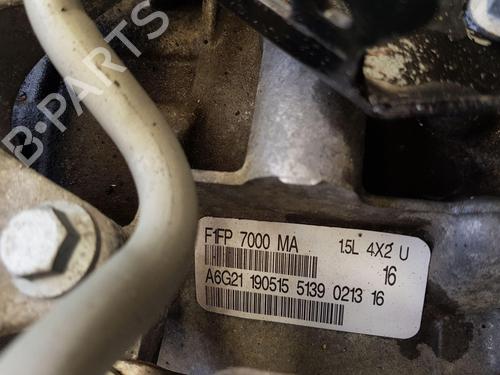 B-PARTS
F1FP 7000 MA 1.5L 4X2 U
16
A6G21 190515 5139 0213 16